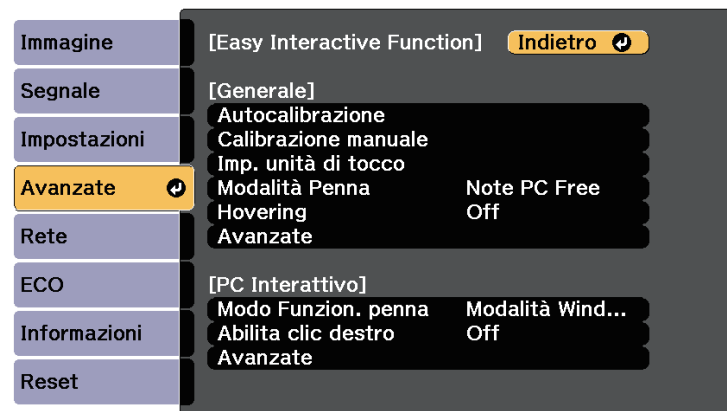 Immagine
Segnale
Impostazioni
Avanzate
Rete
ECO
Informazioni
Reset
[Easy Interactive Function] Indietro
[Generale]
Autocalibrazione
Calibrazione manuale
Imp. unità di tocco
Modalità Penna Note PC Free
Hovering Off
Avanzate
[PC Interattivo]
Modo Funzion. penna Modalità Wind...
Abilita clic destro Off
Avanzate